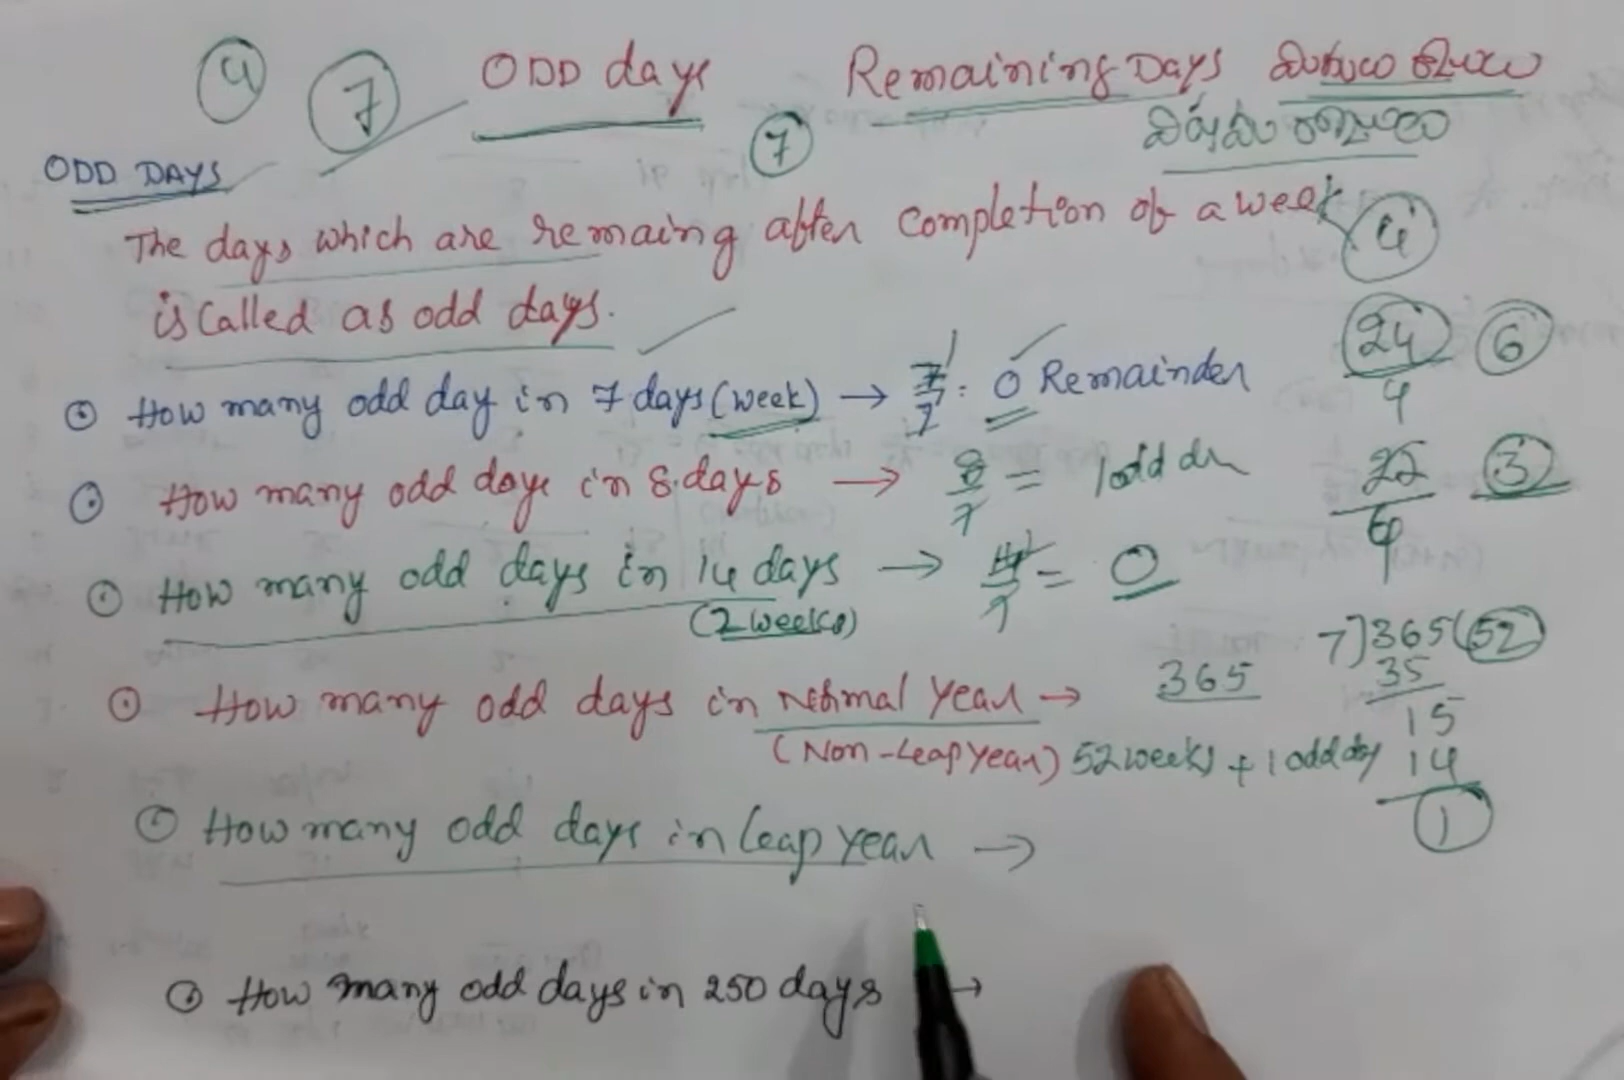 4 7 ODD days Remaining Days మిగులు రోజులు
7
ODD DAYS
The days which are remaing after completion of a week 4
is called as odd days.
24 6
4
How many odd day in 7 days (week) → 7/7 : 0 Remainder
How many odd days in 8 days → 8/7 = 1 odd da
3
How many odd days in 14 days → 14/7 = 0
(2 weeks)
7)365(52
35
How many odd days in Normal Year → 365
15
(Non-Leap Year) 52 weeks + 1 odd day
14
1
How many odd days in leap year →
How many odd days in 250 days →